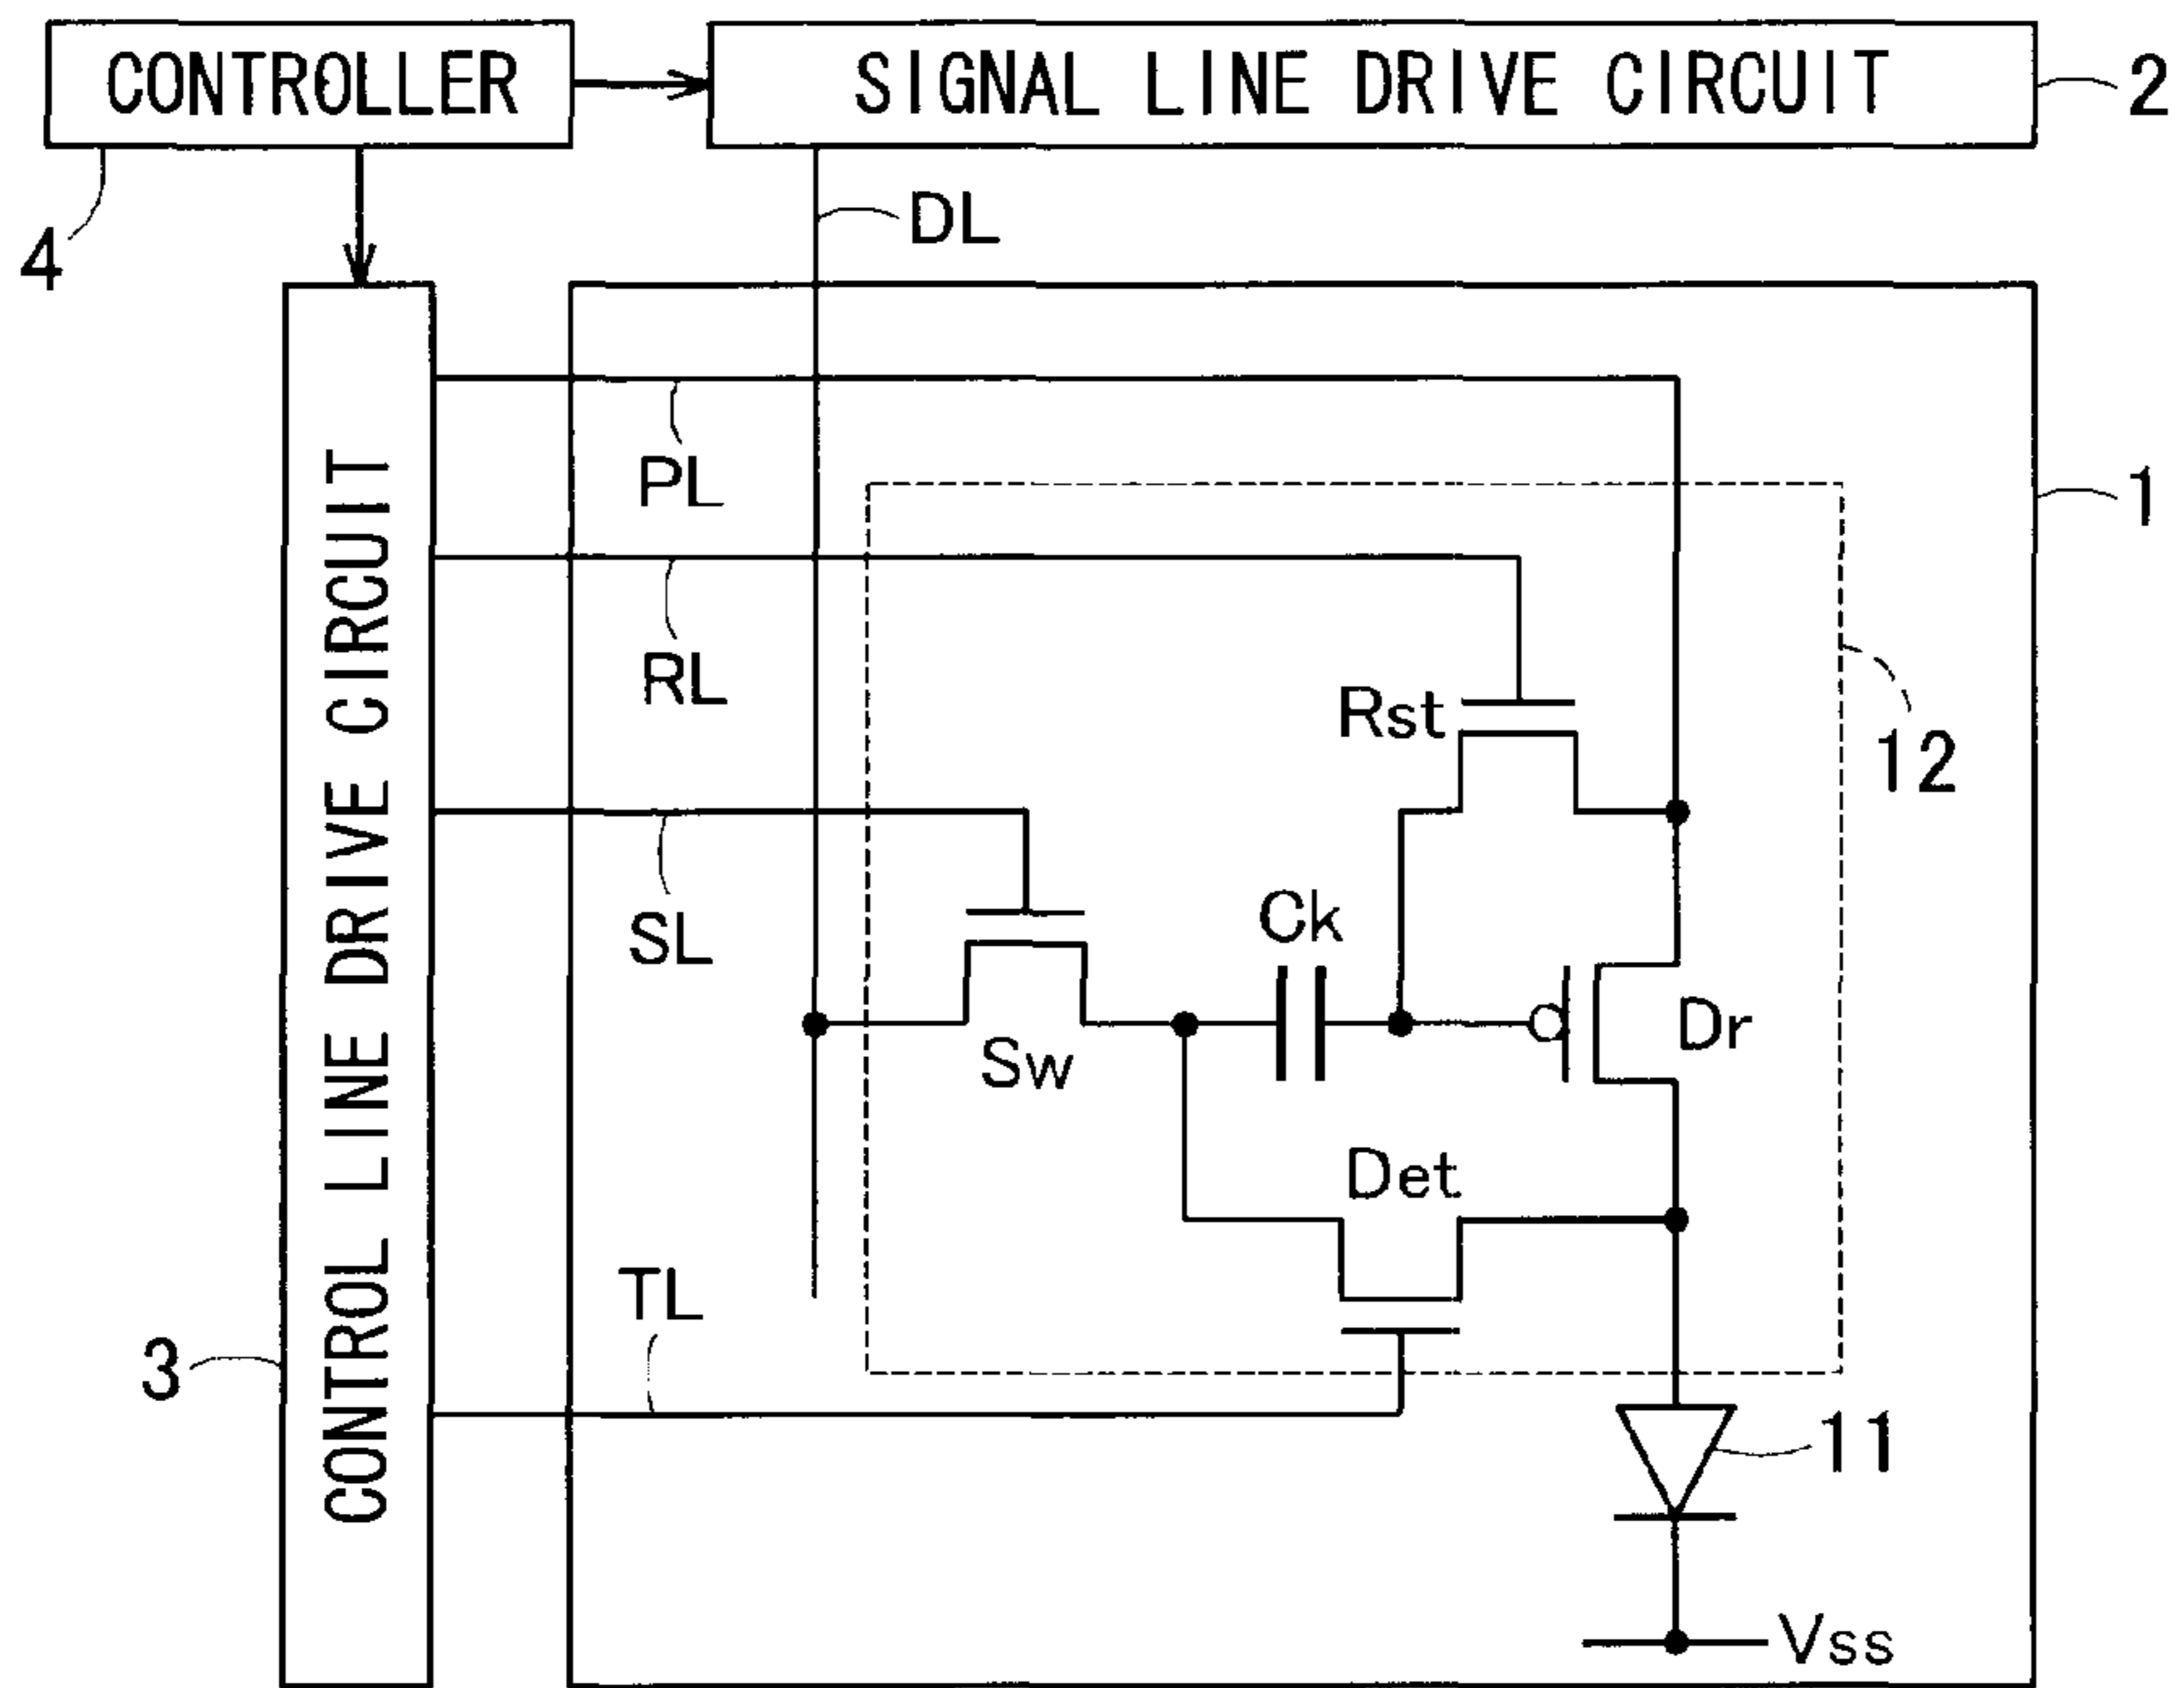 CONTROLLER
SIGNAL LINE DRIVE CIRCUIT
2
4
DL
PL
1
RL
Rst
12
CONTROL LINE DRIVE CIRCUIT
SL
Ck
Sw
Dr
Det
TL
3
11
Vss